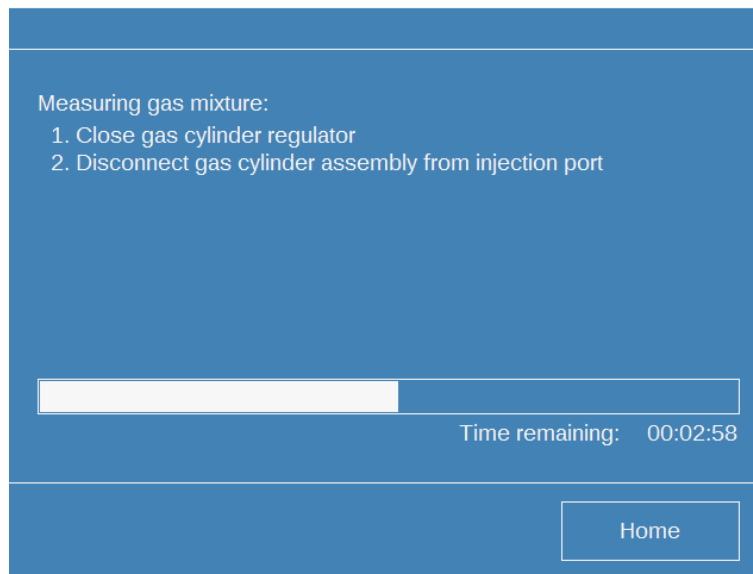 Measuring gas mixture:
1. Close gas cylinder regulator
2. Disconnect gas cylinder assembly from injection port
Time remaining: 00:02:58
Home